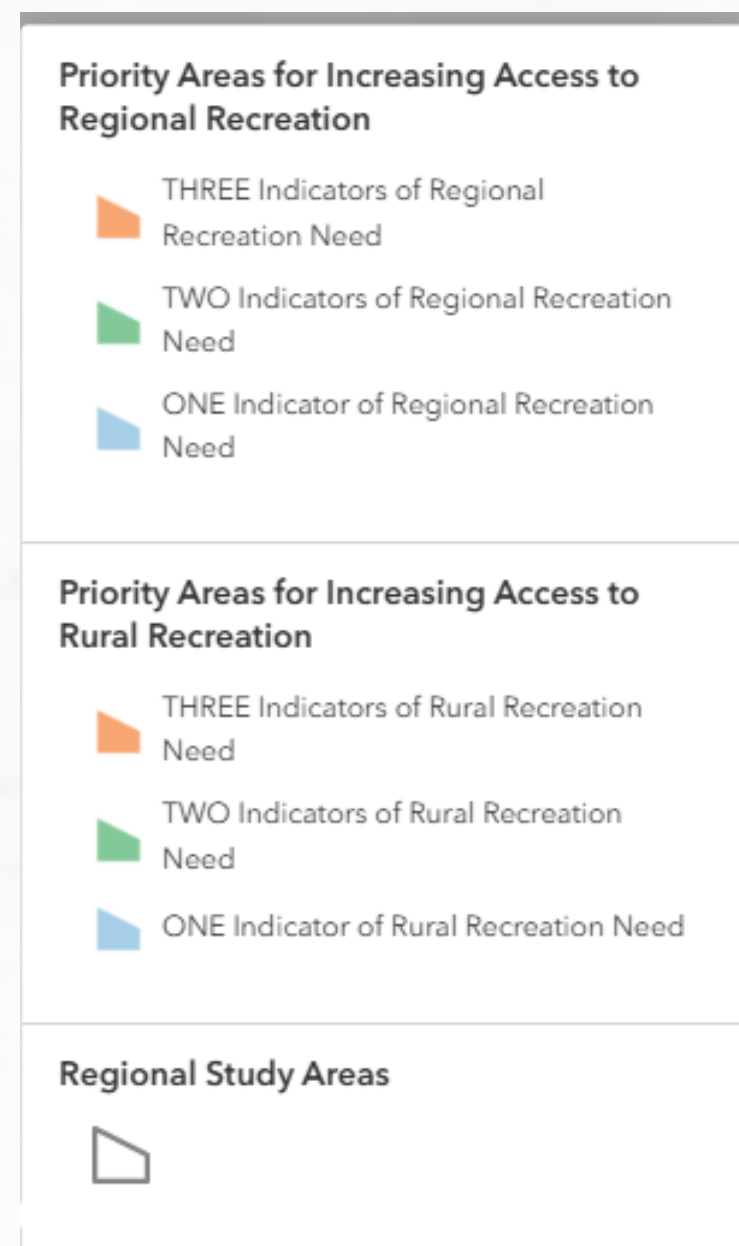 Priority Areas for Increasing Access to
Regional Recreation
THREE Indicators of Regional
Recreation Need
TWO Indicators of Regional Recreation
Need
ONE Indicator of Regional Recreation
Need
Priority Areas for Increasing Access to
Rural Recreation
THREE Indicators of Rural Recreation
Need
TWO Indicators of Rural Recreation
Need
ONE Indicator of Rural Recreation Need
Regional Study Areas